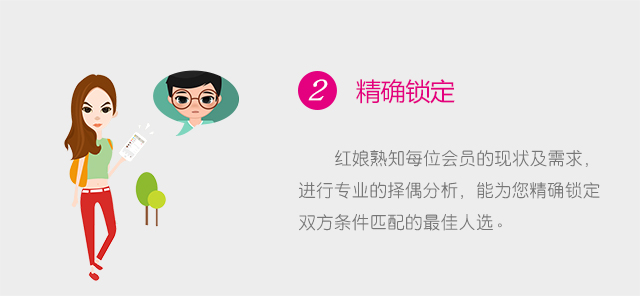 2 精确锁定
红娘熟知每位会员的现状及需求，
进行专业的择偶分析，能为您精确锁定
双方条件匹配的最佳人选。